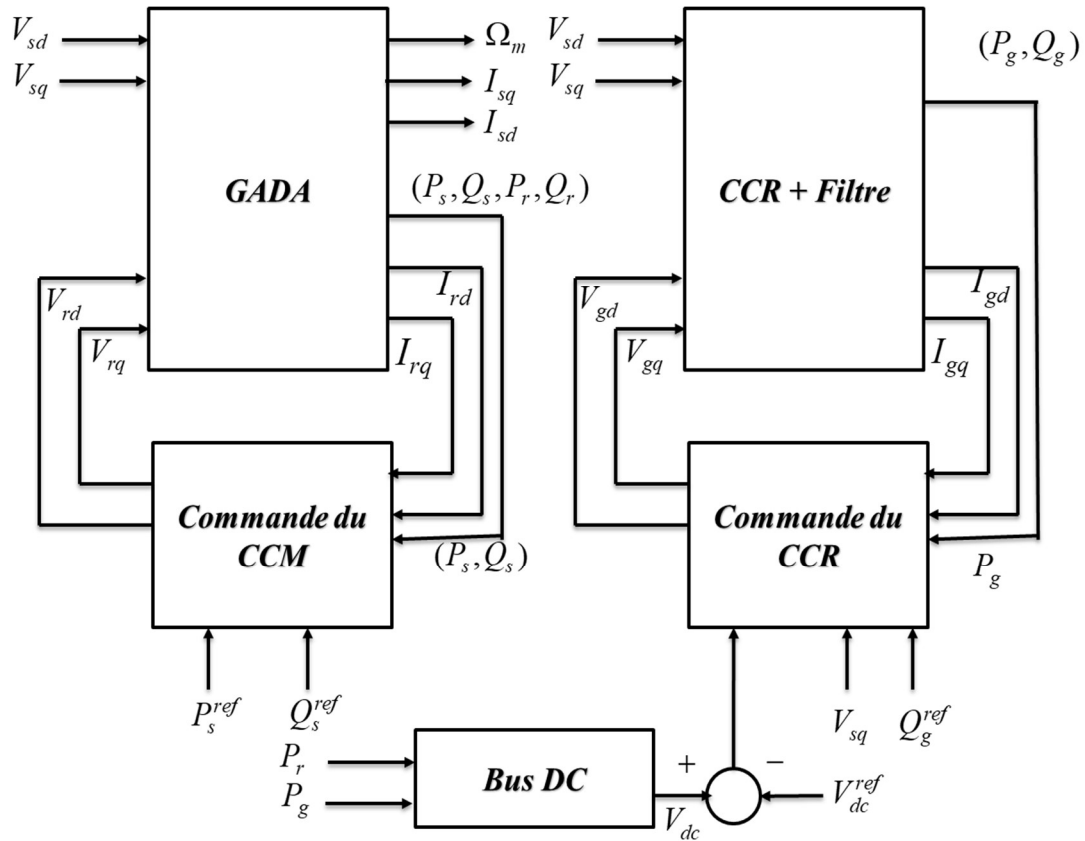 V_sd
V_sq
GADA
Ω_m
I_sq
I_sd
(P_s, Q_s, P_r, Q_r)
V_rd
V_rq
I_rd
I_rq
Commande du
CCM
(P_s, Q_s)
P_s^ref
Q_s^ref
V_sd
V_sq
CCR + Filtre
(P_g, Q_g)
V_gd
V_gq
I_gd
I_gq
Commande du
CCR
P_g
V_sq
Q_g^ref
P_r
P_g
Bus DC
V_dc
+
−
V_dc^ref